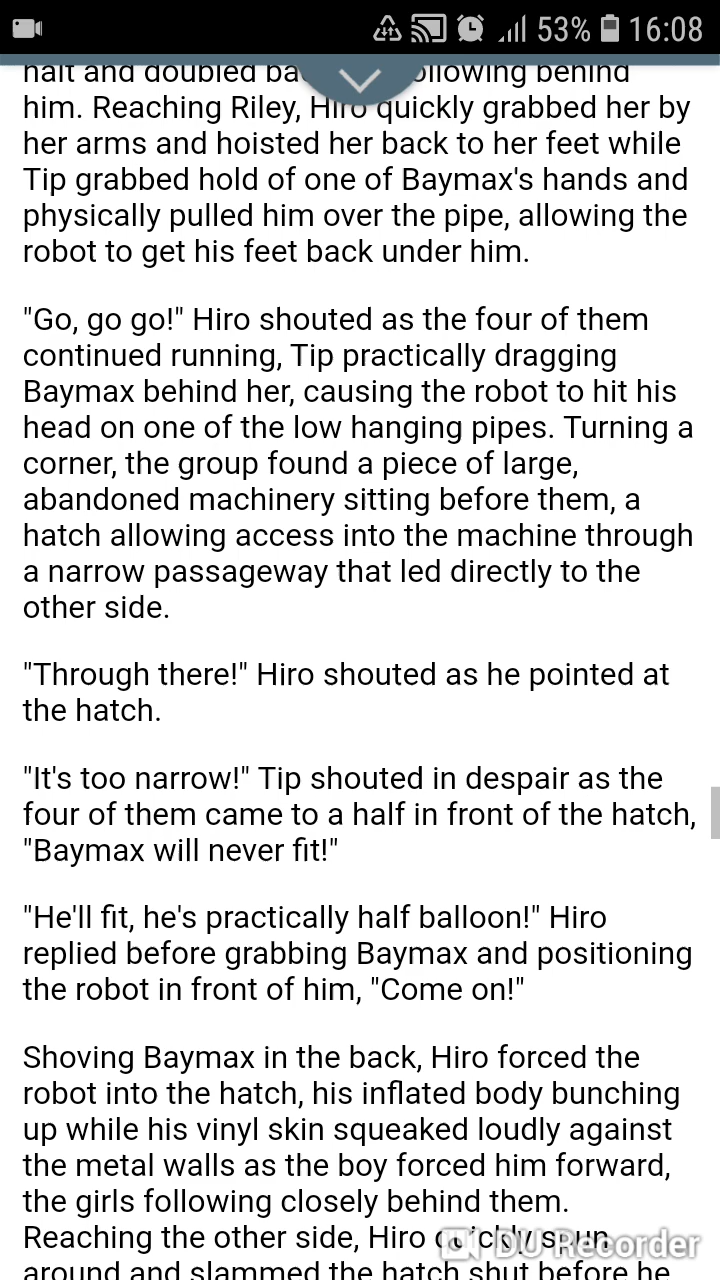 53% 16:08
halt and doubled following behind
him. Reaching Riley, Hiro quickly grabbed her by
her arms and hoisted her back to her feet while
Tip grabbed hold of one of Baymax's hands and
physically pulled him over the pipe, allowing the
robot to get his feet back under him.
"Go, go go!" Hiro shouted as the four of them
continued running, Tip practically dragging
Baymax behind her, causing the robot to hit his
head on one of the low hanging pipes. Turning a
corner, the group found a piece of large,
abandoned machinery sitting before them, a
hatch allowing access into the machine through
a narrow passageway that led directly to the
other side.
"Through there!" Hiro shouted as he pointed at
the hatch.
"It's too narrow!" Tip shouted in despair as the
four of them came to a half in front of the hatch,
"Baymax will never fit!"
"He'll fit, he's practically half balloon!" Hiro
replied before grabbing Baymax and positioning
the robot in front of him, "Come on!"
Shoving Baymax in the back, Hiro forced the
robot into the hatch, his inflated body bunching
up while his vinyl skin squeaked loudly against
the metal walls as the boy forced him forward,
the girls following closely behind them.
Reaching the other side, Hiro quickly spun
DU Recorder
around and slammed the hatch shut before he